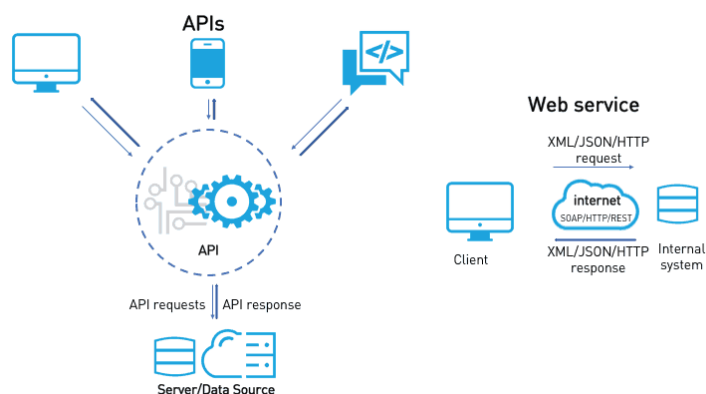 APIs
</>
API
API requests
API response
Server/Data Source
Web service
XML/JSON/HTTP
request
internet
SOAP/HTTP/REST
Client
XML/JSON/HTTP
response
Internal
system